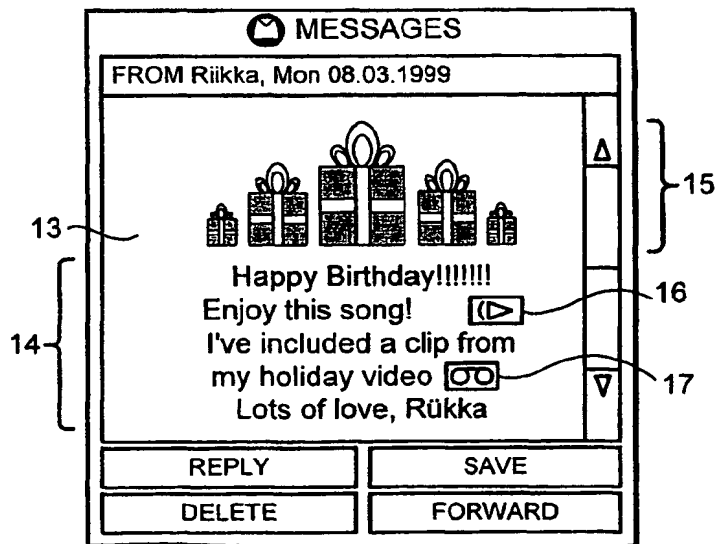 MESSAGES
FROM Riikka, Mon 08.03.1999
15
13
Happy Birthday!!!!!!!
Enjoy this song!
16
14
I've included a clip from
my holiday video
17
Lots of love, Rükka
REPLY
SAVE
DELETE
FORWARD